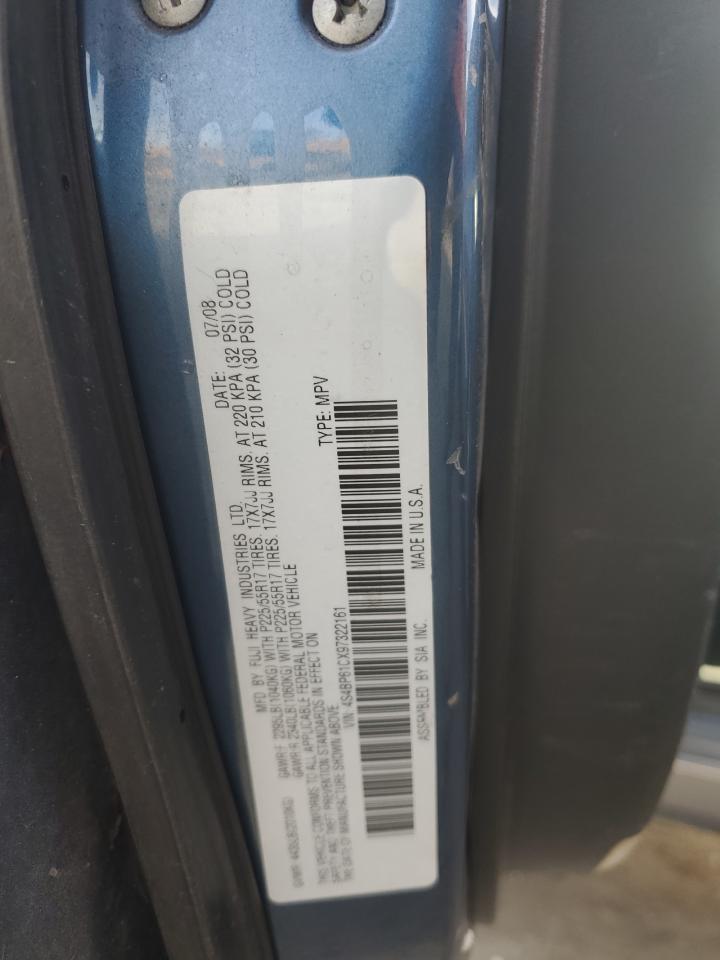 MFD BY FUJI HEAVY INDUSTRIES LTD. DATE: 07/08
GVWR: 4435LB(2010KG) GAWR:F 2295LB(1040KG) WITH P225/55R17 TIRES. 17X7JJ RIMS. AT 220 KPA (32 PSI) COLD
GAWR:R 2340LB(1060KG) WITH P225/55R17 TIRES. 17X7JJ RIMS. AT 210 KPA (30 PSI) COLD
THIS VEHICLE CONFORMS TO ALL APPLICABLE FEDERAL MOTOR VEHICLE
SAFETY AND THEFT PREVENTION STANDARDS IN EFFECT ON
THE DATE OF MANUFACTURE SHOWN ABOVE.
VIN: 4S4BP61CX97322161 TYPE: MPV
ASSEMBLED BY SIA INC. MADE IN U.S.A.